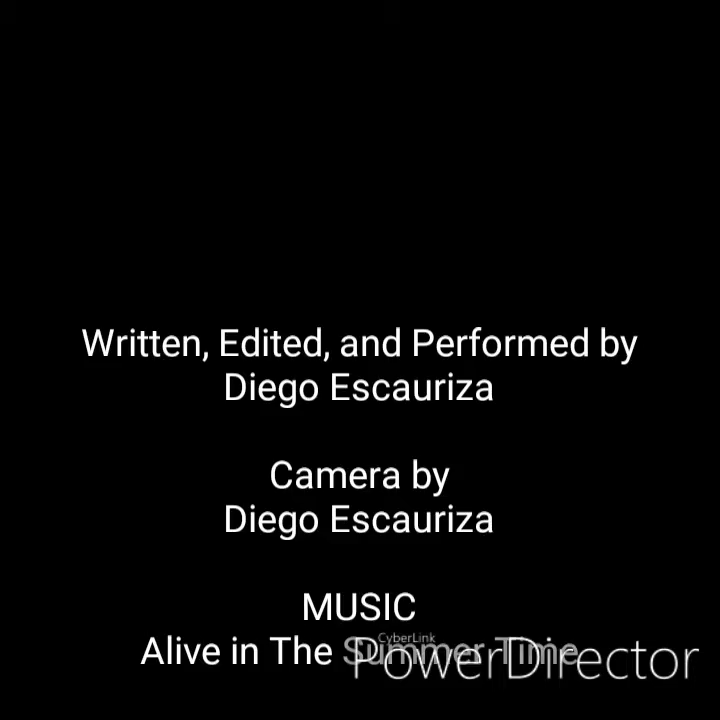 Written, Edited, and Performed by
Diego Escauriza
Camera by
Diego Escauriza
MUSIC
Alive in The Summer Time
CyberLink
PowerDirector